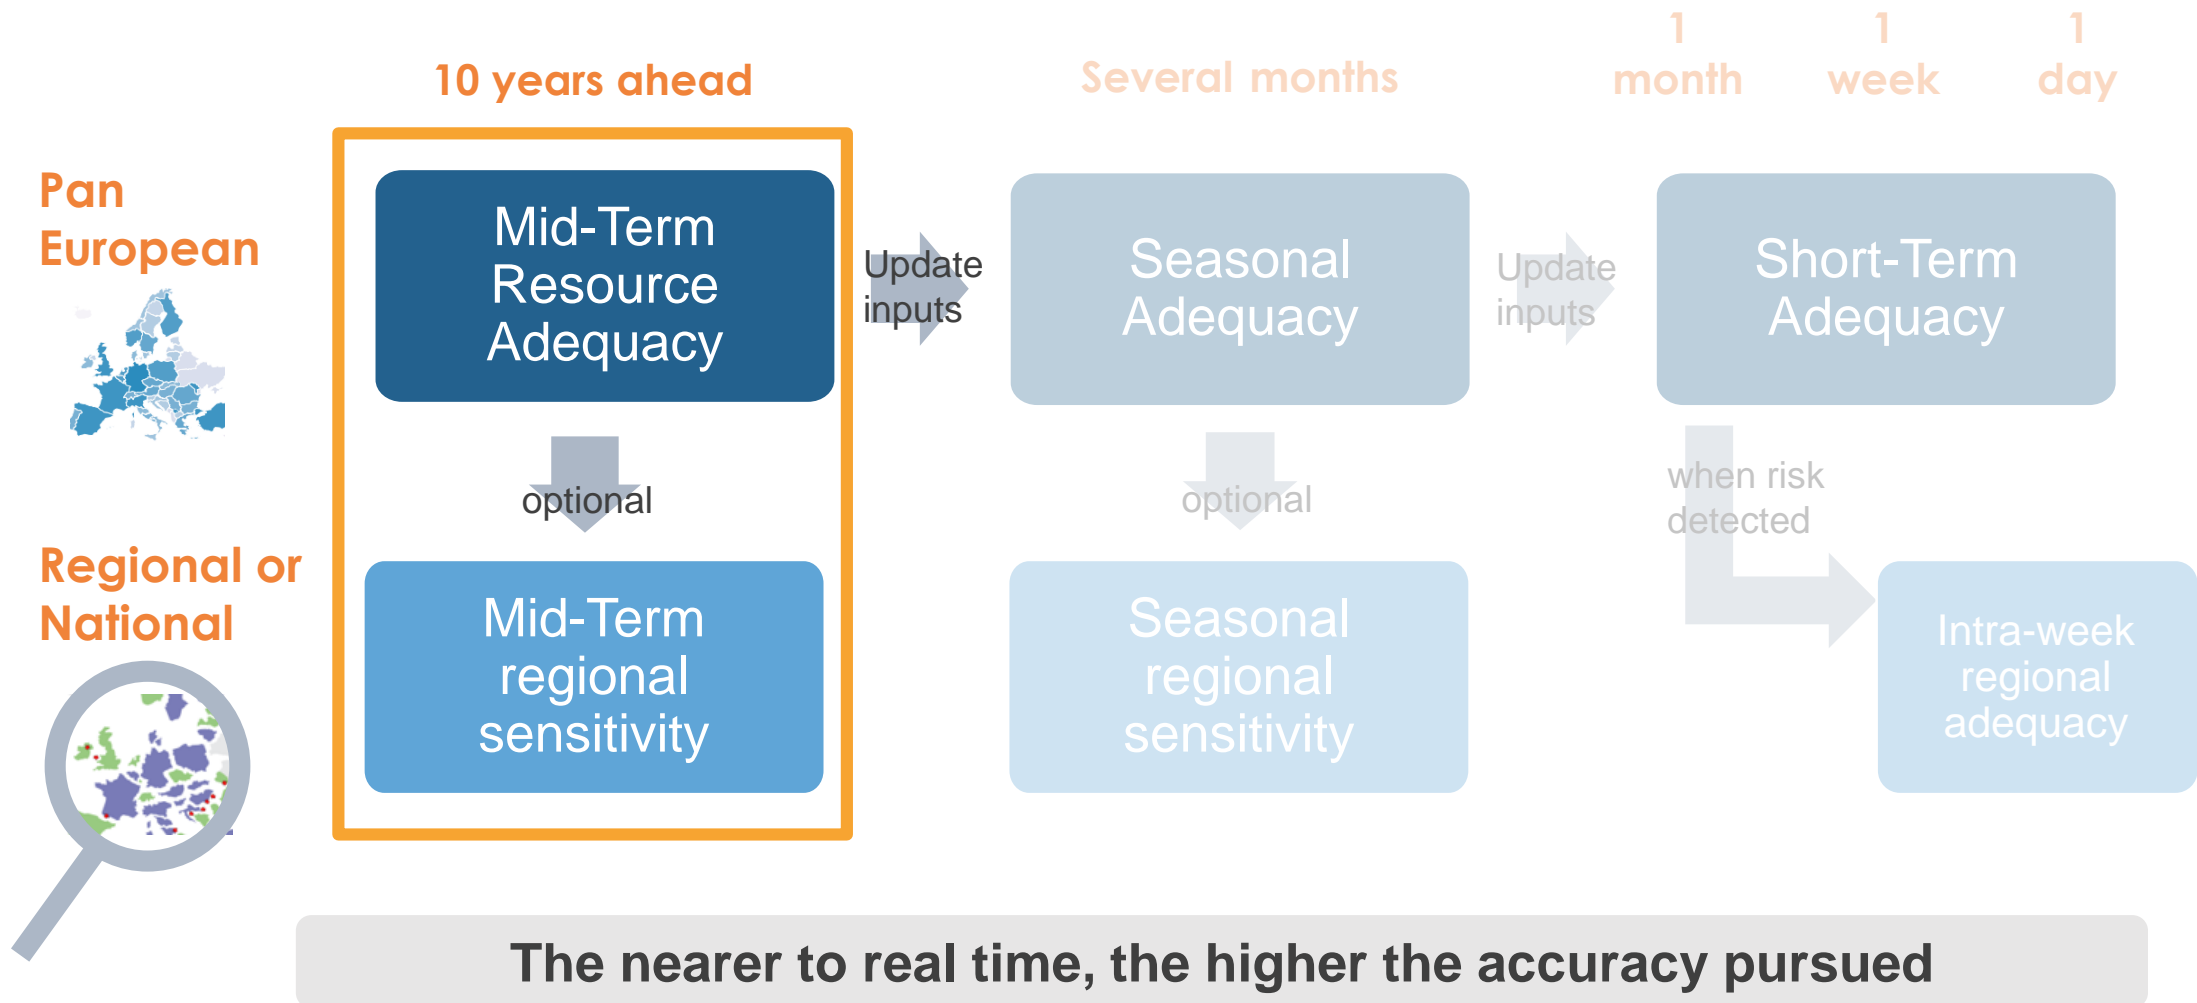 10 years ahead
Several months
1
month
1
week
1
day
Pan
European
Mid-Term
Resource
Adequacy
Update
inputs
Seasonal
Adequacy
Update
inputs
Short-Term
Adequacy
optional
optional
when risk
detected
Regional or
National
Mid-Term
regional
sensitivity
Seasonal
regional
sensitivity
Intra-week
regional
adequacy
The nearer to real time, the higher the accuracy pursued